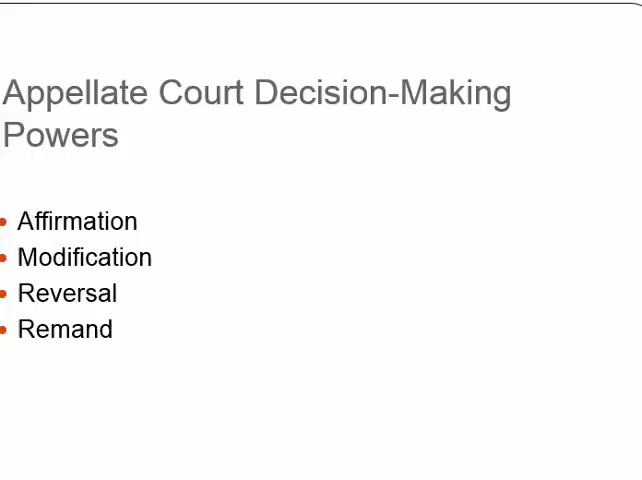 Appellate Court Decision-Making
Powers
• Affirmation
• Modification
• Reversal
• Remand